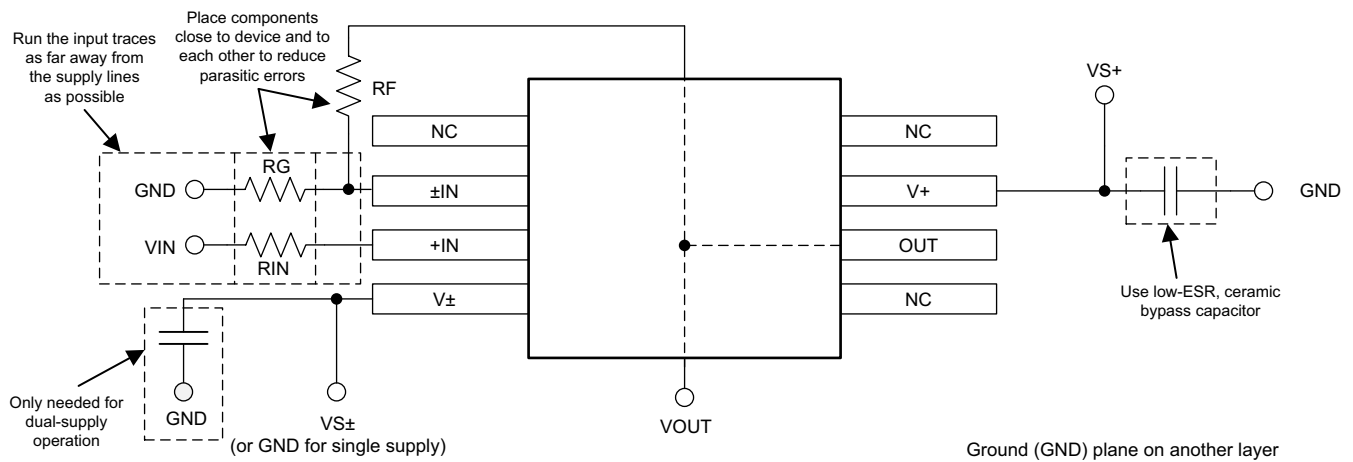 Run the input traces
as far away from
the supply lines
as possible
Place components
close to device and to
each other to reduce
parasitic errors
RF
NC
RG
GND
±IN
VIN
+IN
RIN
V±
Only needed for
dual-supply
operation
GND
VS±
(or GND for single supply)
VOUT
NC
V+
OUT
NC
VS+
GND
Use low-ESR, ceramic
bypass capacitor
Ground (GND) plane on another layer